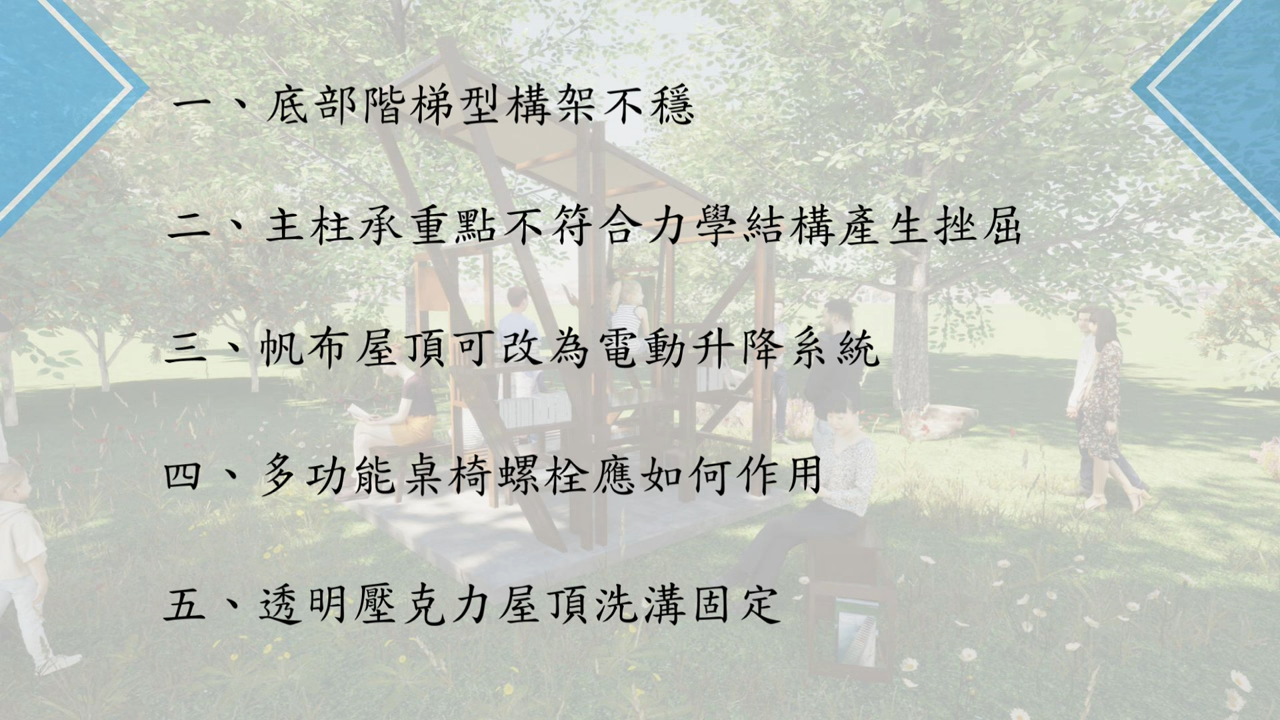 一、底部階梯型構架不穩
二、主柱承重點不符合力學結構產生挫屈
三、帆布屋頂可改為電動升降系統
四、多功能桌椅螺栓應如何作用
五、透明壓克力屋頂洗溝固定